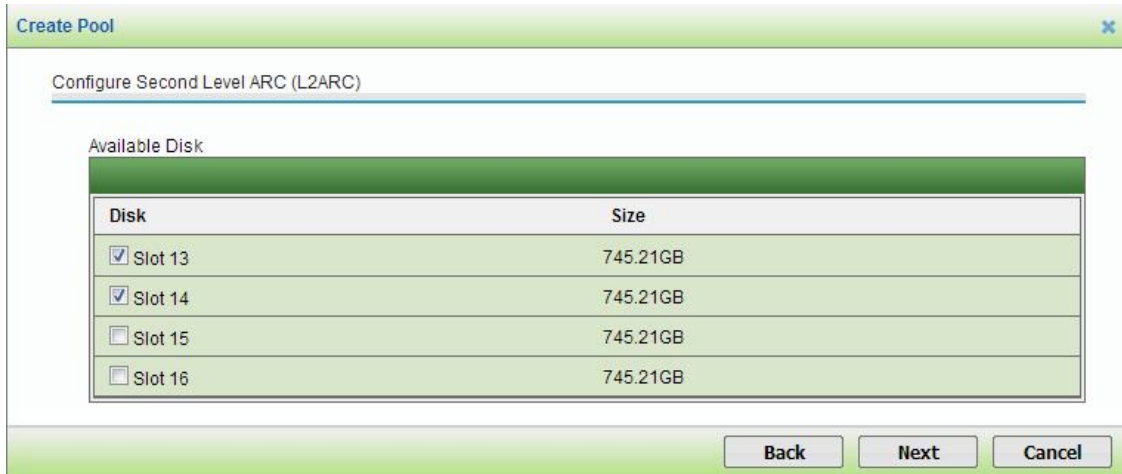 Create Pool
Configure Second Level ARC (L2ARC)
Available Disk
Disk Size
Slot 13 745.21GB
Slot 14 745.21GB
Slot 15 745.21GB
Slot 16 745.21GB
Back Next Cancel